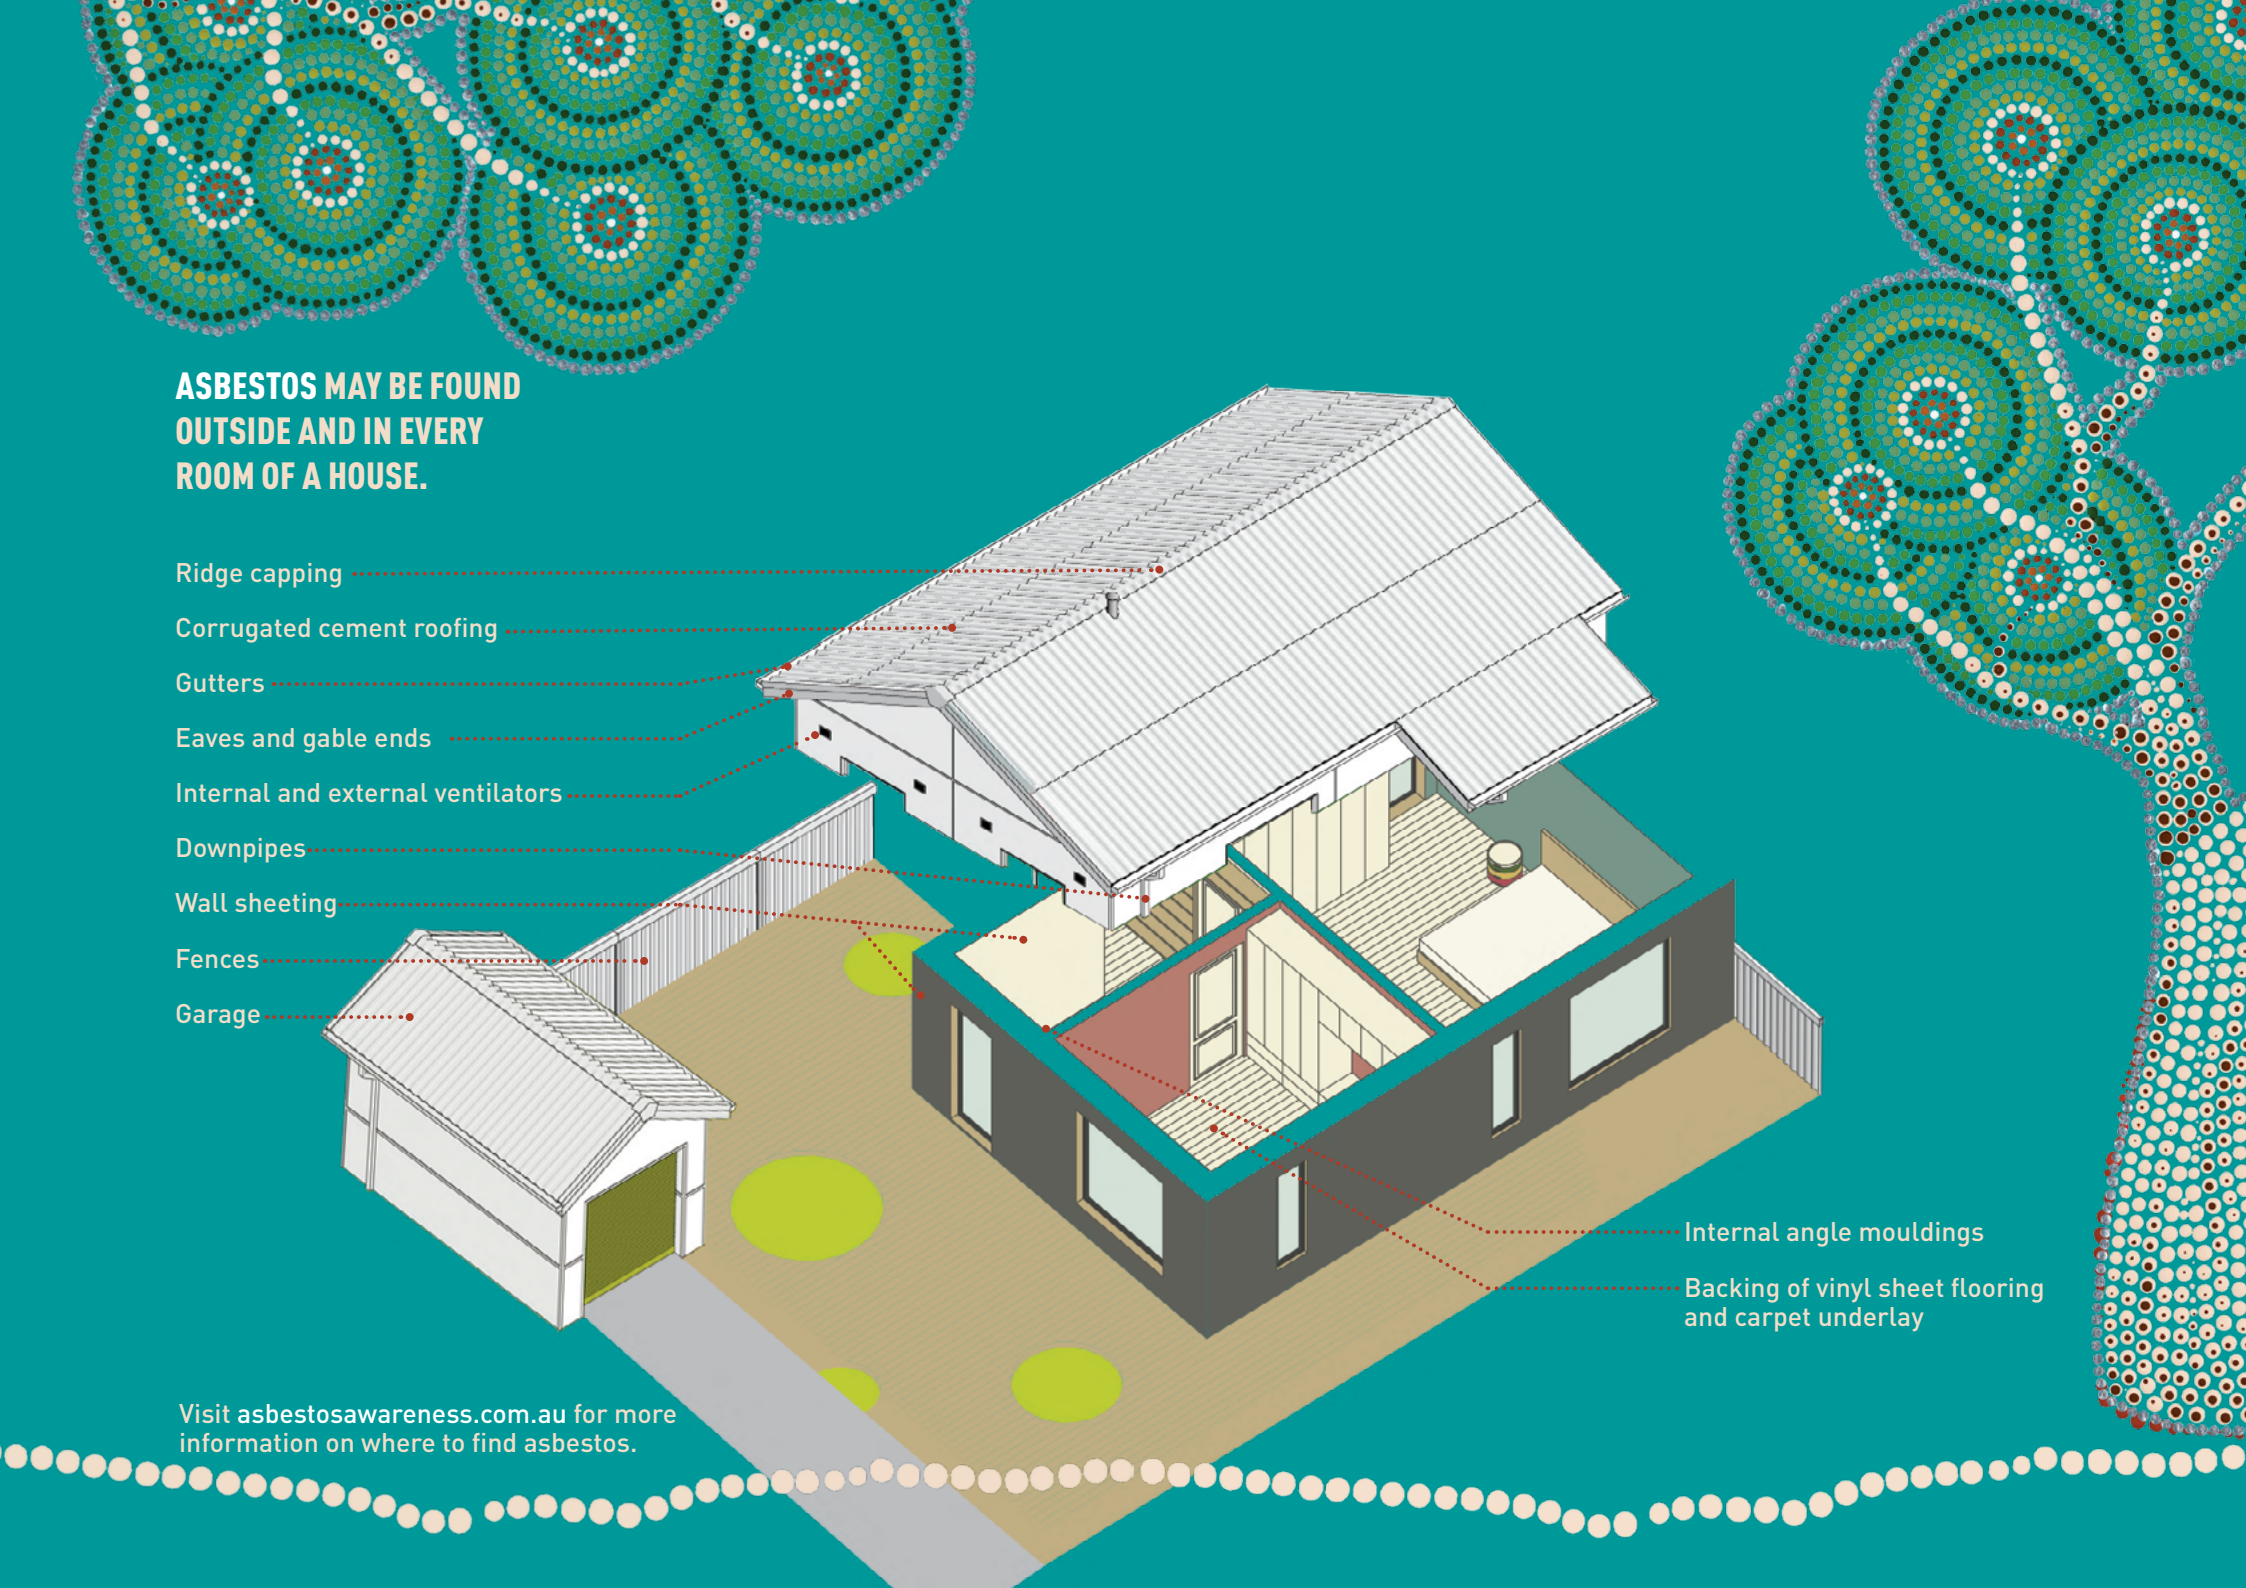 ASBESTOS MAY BE FOUND
OUTSIDE AND IN EVERY
ROOM OF A HOUSE.
Ridge capping
Corrugated cement roofing
Gutters
Eaves and gable ends
Internal and external ventilators
Downpipes
Wall sheeting
Fences
Garage
Internal angle mouldings
Backing of vinyl sheet flooring
and carpet underlay
Visit asbestosawareness.com.au for more
information on where to find asbestos.